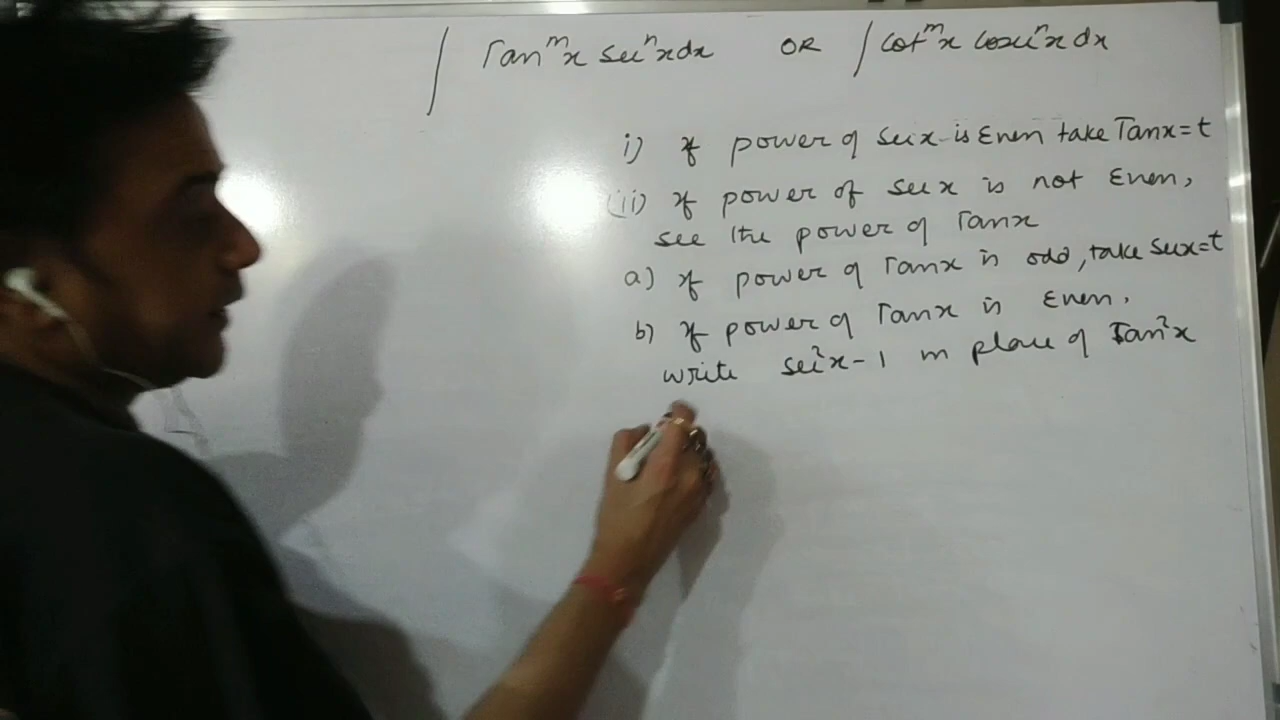 ∫ Tanᵐx secⁿx dx OR ∫ cotᵐx cosecⁿx dx
i) If power of secx is Even take Tanx=t
(ii) If power of secx is not Even,
see the power of Tanx
a) If power of Tanx is odd, take secx=t
b) If power of Tanx is Even,
write sec²x-1 in place of Tan²x